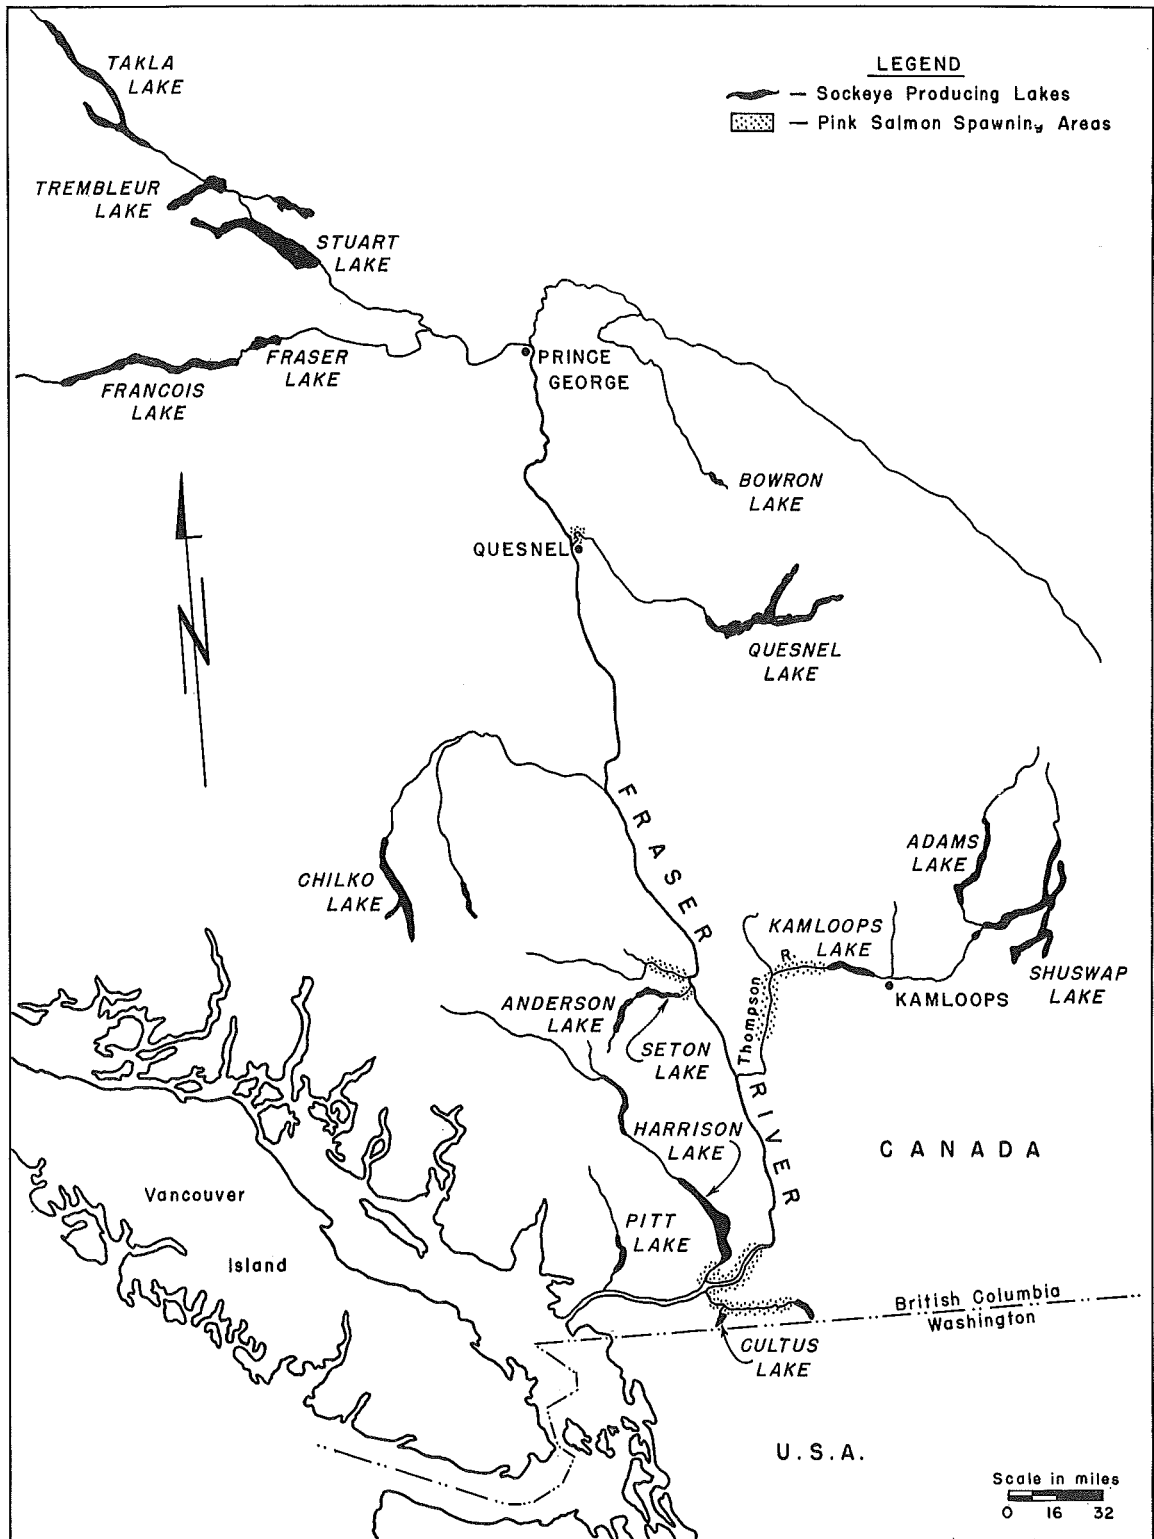 LEGEND
— Sockeye Producing Lakes
— Pink Salmon Spawning Areas
TAKLA
LAKE
TREMBLEUR
LAKE
STUART
LAKE
FRASER
LAKE
FRANCOIS
LAKE
PRINCE
GEORGE
BOWRON
LAKE
QUESNEL
QUESNEL
LAKE
N
FRASER
CHILKO
LAKE
ADAMS
LAKE
KAMLOOPS
LAKE
SHUSWAP
LAKE
KAMLOOPS
Thompson R.
ANDERSON
LAKE
SETON
LAKE
RIVER
HARRISON
LAKE
CANADA
Vancouver
Island
PITT
LAKE
British Columbia
Washington
CULTUS
LAKE
U.S.A.
Scale in miles
0 16 32